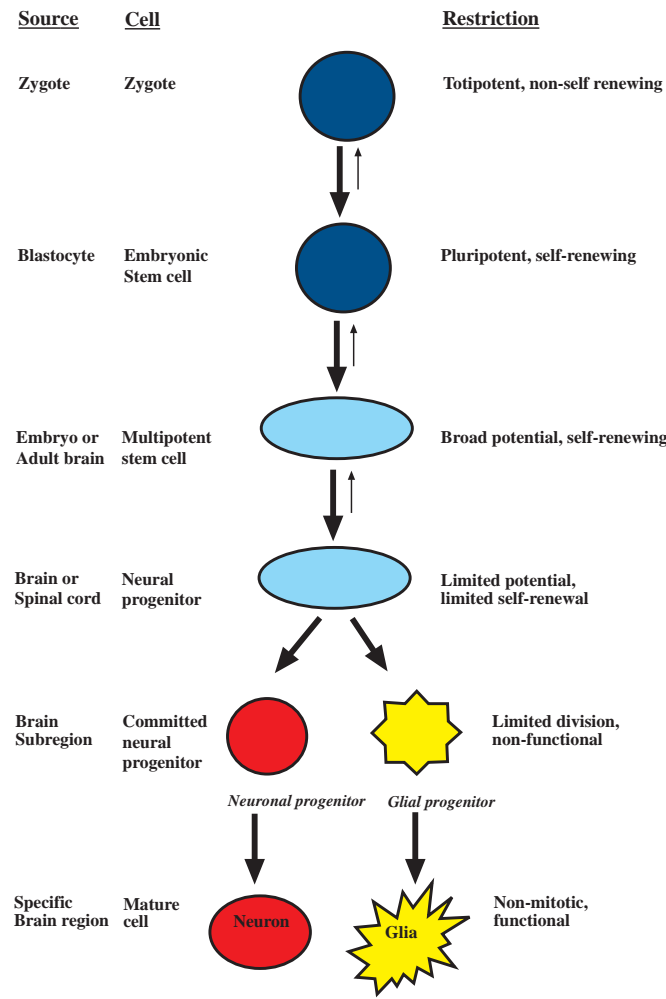 Source Cell Restriction
Zygote Zygote Totipotent, non-self renewing
Blastocyte Embryonic Pluripotent, self-renewing
Stem cell
Embryo or Multipotent Broad potential, self-renewing
Adult brain stem cell
Brain or Neural Limited potential,
Spinal cord progenitor limited self-renewal
Brain Committed Limited division,
Subregion neural non-functional
progenitor
Neuronal progenitor Glial progenitor
Specific Mature Non-mitotic,
Brain region cell functional
Neuron Glia